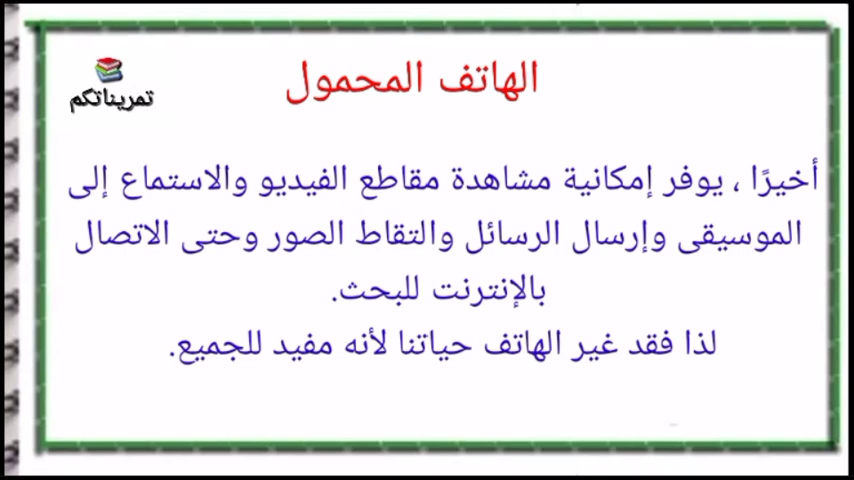 الهاتف المحمول
تمريناتكم
أخيرًا ، يوفر إمكانية مشاهدة مقاطع الفيديو والاستماع إلى
الموسيقى وإرسال الرسائل والتقاط الصور وحتى الاتصال
بالإنترنت للبحث.
لذا فقد غير الهاتف حياتنا لأنه مفيد للجميع.